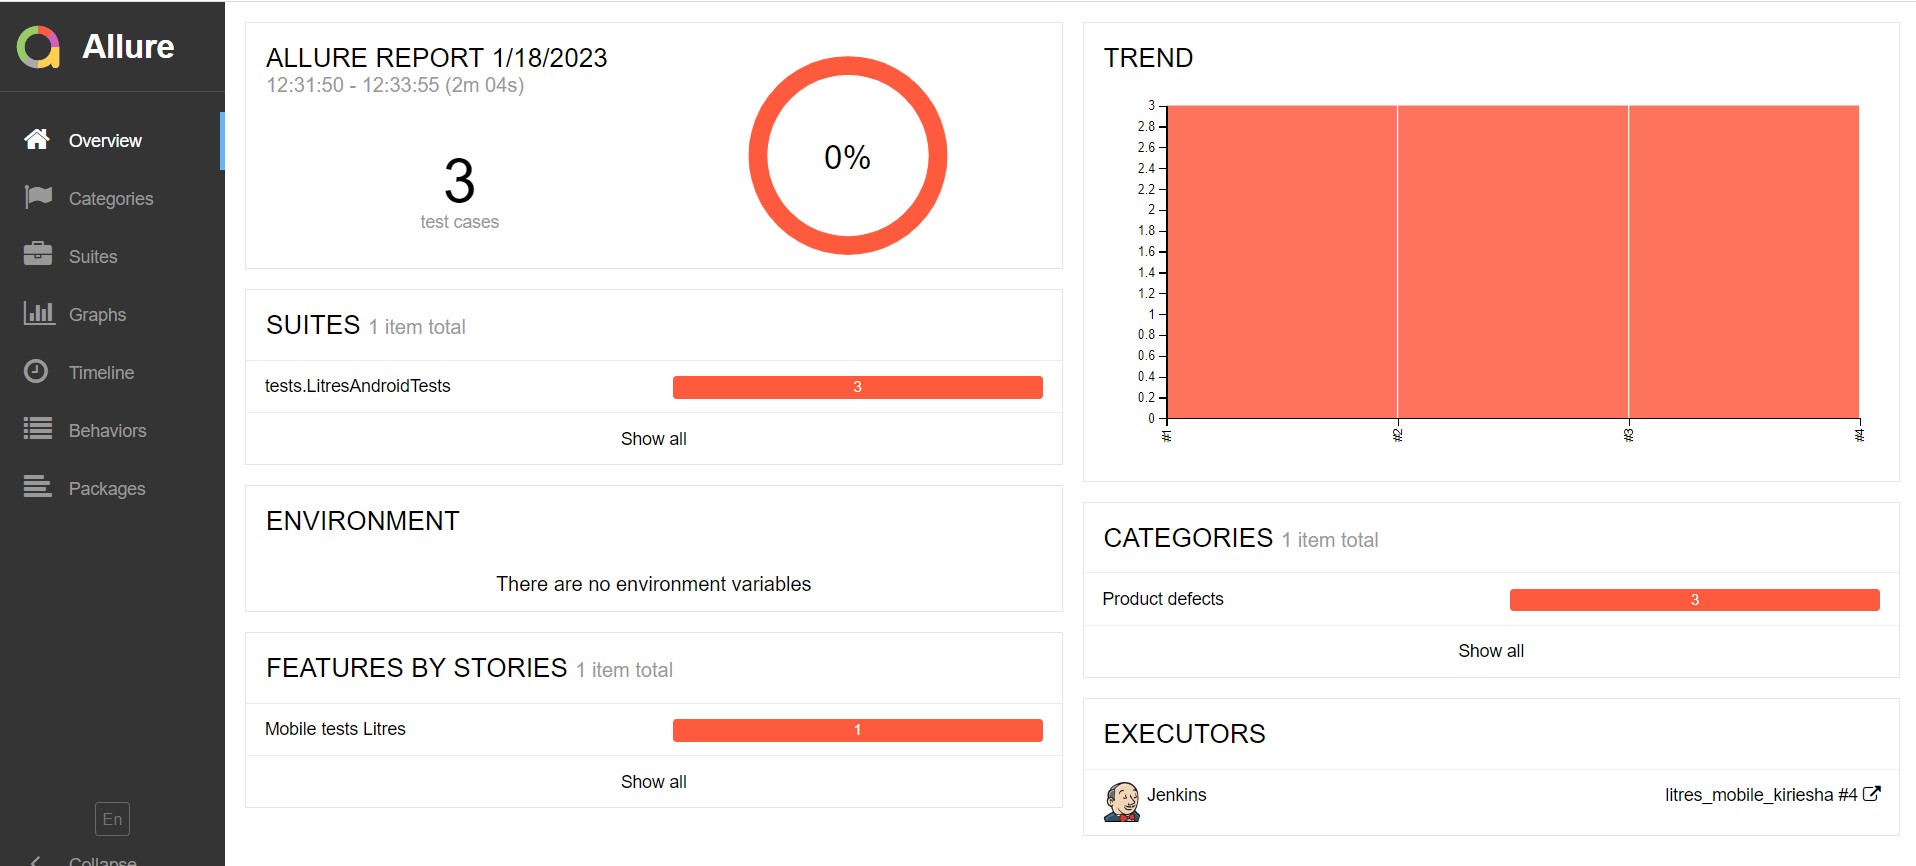 Allure
Overview
Categories
Suites
Graphs
Timeline
Behaviors
Packages
En
Collapse
ALLURE REPORT 1/18/2023
12:31:50 - 12:33:55 (2m 04s)
3
test cases
0%
SUITES 1 item total
tests.LitresAndroidTests 3
Show all
ENVIRONMENT
There are no environment variables
FEATURES BY STORIES 1 item total
Mobile tests Litres 1
Show all
TREND
3
2.8
2.6
2.4
2.2
2
1.8
1.6
1.4
1.2
1
0.8
0.6
0.4
0.2
0
#1 #2 #3 #4
CATEGORIES 1 item total
Product defects 3
Show all
EXECUTORS
Jenkins litres_mobile_kiriesha #4